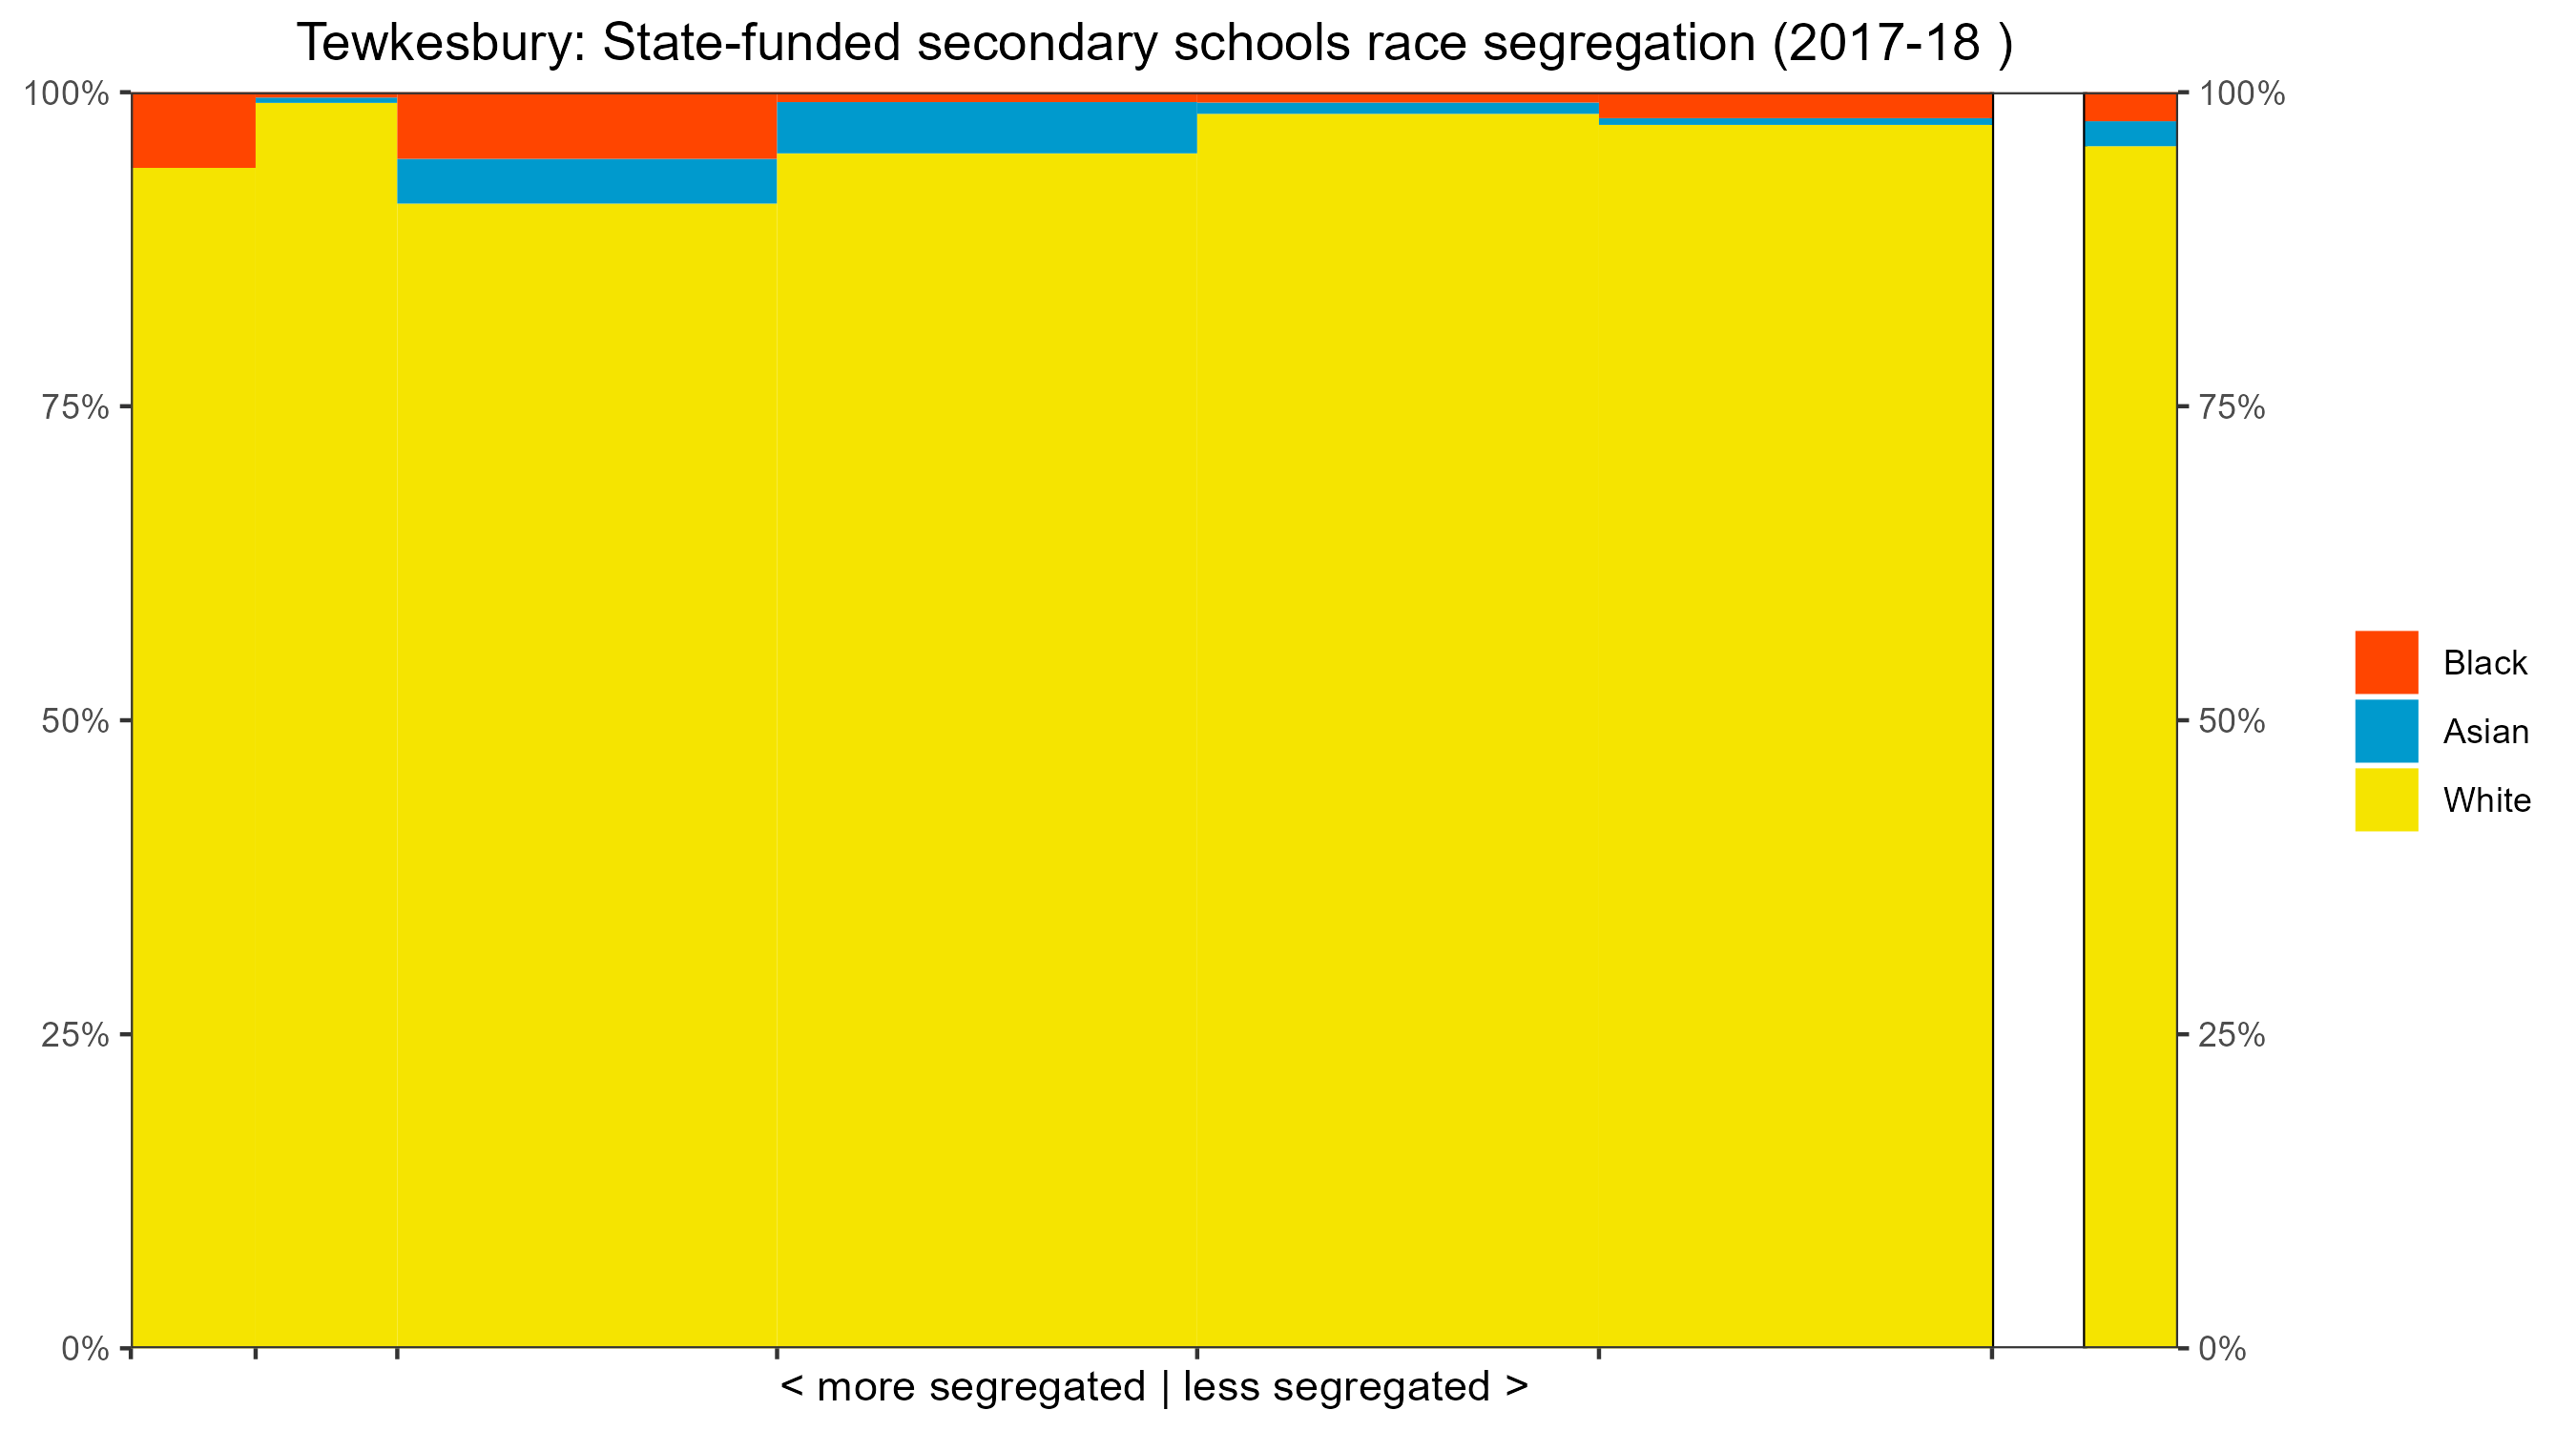 Tewkesbury: State-funded secondary schools race segregation (2017-18 )
100%
75%
50%
25%
0%
100%
75%
50%
25%
0%
Black
Asian
White
< more segregated | less segregated >